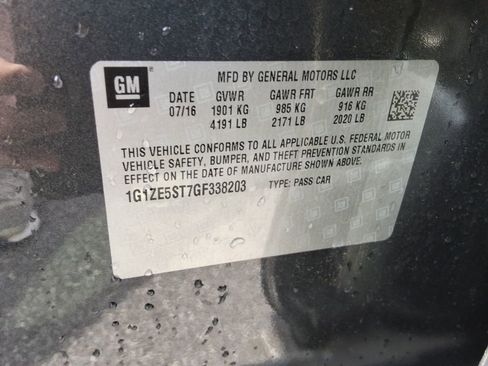 GM
MFD BY GENERAL MOTORS LLC
DATE GVWR GAWR FRT GAWR RR
07/16 1901 KG 985 KG 916 KG
4191 LB 2171 LB 2020 LB
THIS VEHICLE CONFORMS TO ALL APPLICABLE U.S. FEDERAL MOTOR
VEHICLE SAFETY, BUMPER, AND THEFT PREVENTION STANDARDS IN
EFFECT ON THE DATE OF MANUFACTURE SHOWN ABOVE.
1G1ZE5ST7GF338203 TYPE: PASS CAR